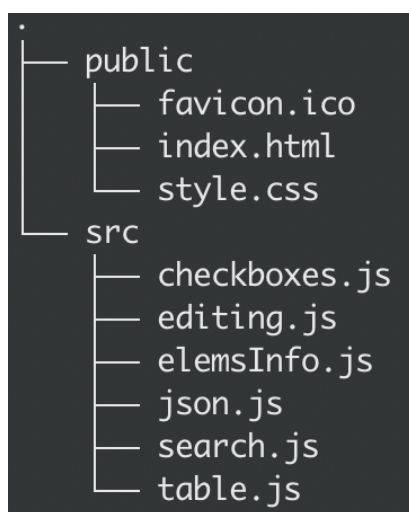 .
├── public
│   ├── favicon.ico
│   ├── index.html
│   └── style.css
└── src
    ├── checkboxes.js
    ├── editing.js
    ├── elemsInfo.js
    ├── json.js
    ├── search.js
    └── table.js